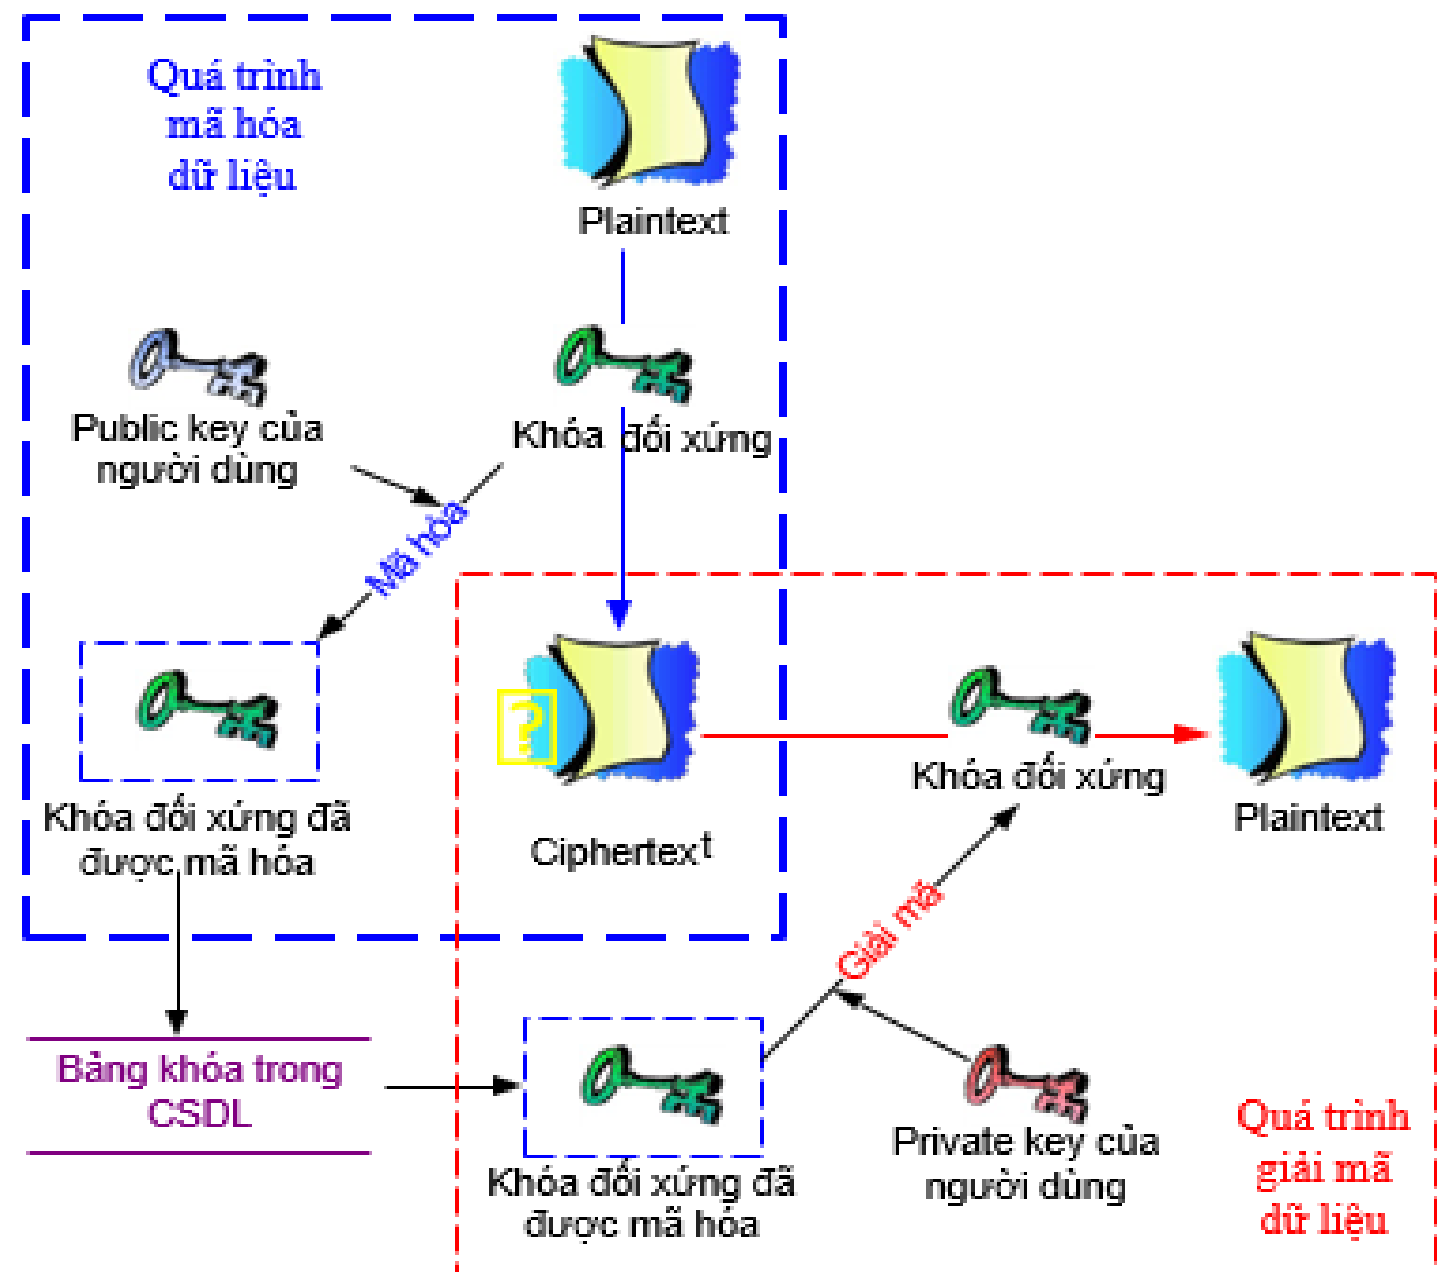 Quá trình
mã hóa
dữ liệu
Plaintext
Public key của
người dùng
Khóa đối xứng
Mã hóa
Khóa đối xứng đã
được mã hóa
?
Ciphertext
Khóa đối xứng
Plaintext
Giải mã
Bảng khóa trong
CSDL
Khóa đối xứng đã
được mã hóa
Private key của
người dùng
Quá trình
giải mã
dữ liệu